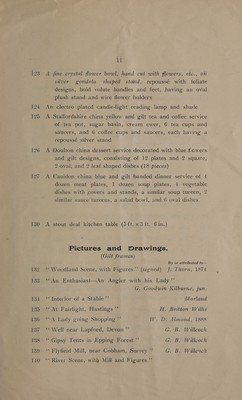 11
123 A fine crystal flower bowl, hand cut with flowers, etc., on
silver gondola shaped stand, repoussé with foliate
designs, bold volute handles and feet, having an oval
plush stand and wire flower holders
124 An electro plated candle-light reading lamp and shade
125 A Staffordshire china yellow and gilt tea and coffee service
of tea pot, sugar basin, cream ewer, 6 tea cups and
saucers, and 6 coffee cups and saucers, each having a
repoussé silver stand
126 A Doulton china dessert service decorated with blue flowers
and gilt designs, consisting of 12 plates and 2 square,
2 oval, and 2 leaf shaped dishes (18 pieces)
127 A Cauldon china blue and gilt banded dinner service of 4
dozen meat plates, 1 dozen soup plates, 4 vegetable
dishes with covers and stands, a similar soup tureen, 2
similar sauce tureens, a salad bowl, and 6 oval dishes
130 A stout deal kitchen table (5 ft. x 3 ft. 6 in.)
Pictures and Drawings.
(Gilt frames)
By or attributed to—
132 "Woodland Scene, with Figures" (signed) J. Thorn, 1874
133 "An Enthusiast—An Angler with his Lady"
G. Goodwin Kilburne, jun.
134 "Interior of a Stable" Morland
135 "At Fairlight, Hastings" H. Britton Willis
136 "A Lady going Shopping" W. D. Almond, 1888
137 "Wall near Lapford, Devon" G. B. Willcock
138 "Gipsy Tents in Epping Forest" G. B. Willcock
139 "Flyfield Mill, near Cobham, Surrey" G. B. Willcock
140 "River Scene, with Mill and Figures"